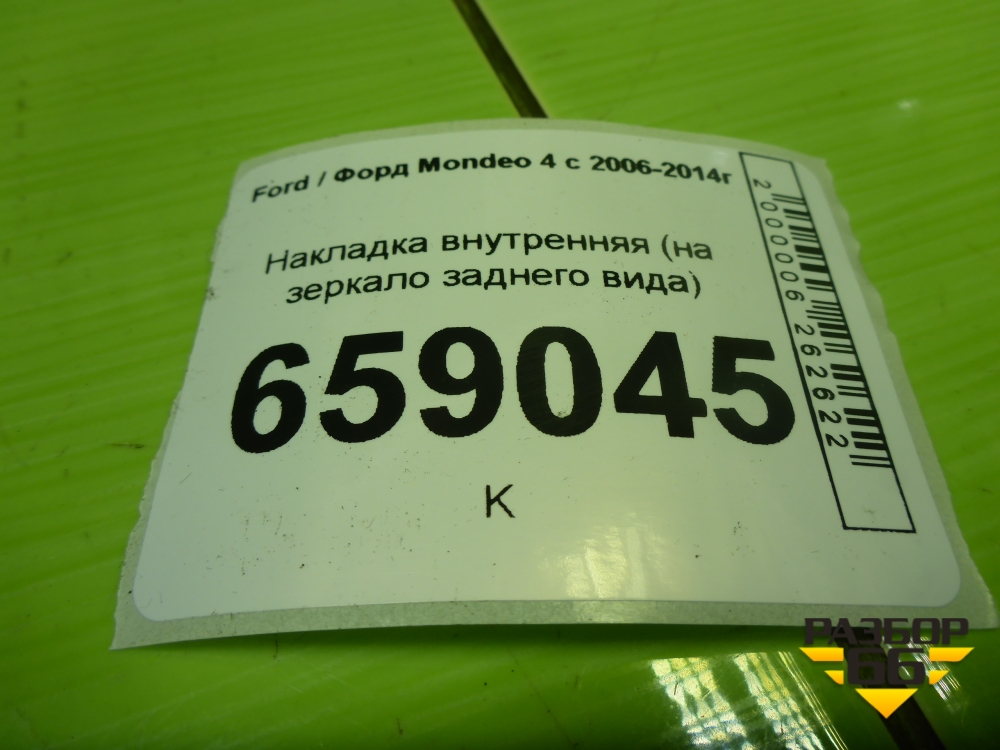 Ford / Форд Mondeo 4 с 2006-2014г
Накладка внутренняя (на
зеркало заднего вида)
659045
К
2000006262622
РАЗБОР
66